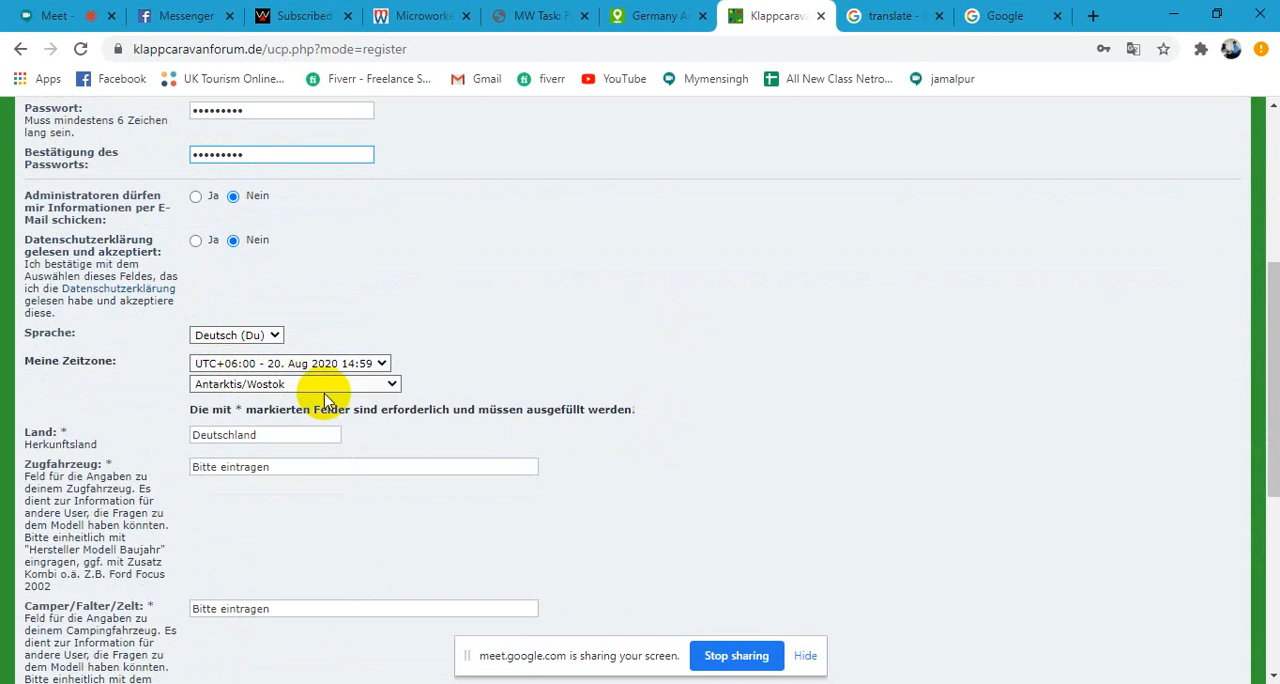 Meet -
Messenger
Subscribed
Microworke
MW Task: F
Germany A
Klappcarava
translate -
Google
klappcaravanforum.de/ucp.php?mode=register
Apps
Facebook
UK Tourism Online...
Fiverr - Freelance S...
Gmail
fiverr
YouTube
Mymensingh
All New Class Netro...
jamalpur
Passwort:
Muss mindestens 6 Zeichen
lang sein.
•••••••••
Bestätigung des
Passworts:
•••••••••
Administratoren dürfen
mir Informationen per E-
Mail schicken:
Ja Nein
Datenschutzerklärung
gelesen und akzeptiert:
Ich bestätige mit dem
Auswählen dieses Feldes, das
ich die Datenschutzerklärung
gelesen habe und akzeptiere
diese.
Ja Nein
Sprache:
Deutsch (Du)
Meine Zeitzone:
UTC+06:00 - 20. Aug 2020 14:59
Antarktis/Wostok
Die mit * markierten Felder sind erforderlich und müssen ausgefüllt werden.
Land: *
Herkunftsland
Deutschland
Zugfahrzeug: *
Feld für die Angaben zu
deinem Zugfahrzeug. Es
dient zur Information für
andere User, die Fragen zu
dem Modell haben könnten.
Bitte einheitlich mit
"Hersteller Modell Baujahr"
eingragen, ggf. mit Zusatz
Kombi o.ä. Z.B. Ford Focus
2002
Bitte eintragen
Camper/Falter/Zelt: *
Feld für die Angaben zu
deinem Campingfahrzeug. Es
dient zur Information für
andere User, die Fragen zu
dem Modell haben könnten.
Bitte einheitlich mit dem
Bitte eintragen
meet.google.com is sharing your screen.
Stop sharing
Hide